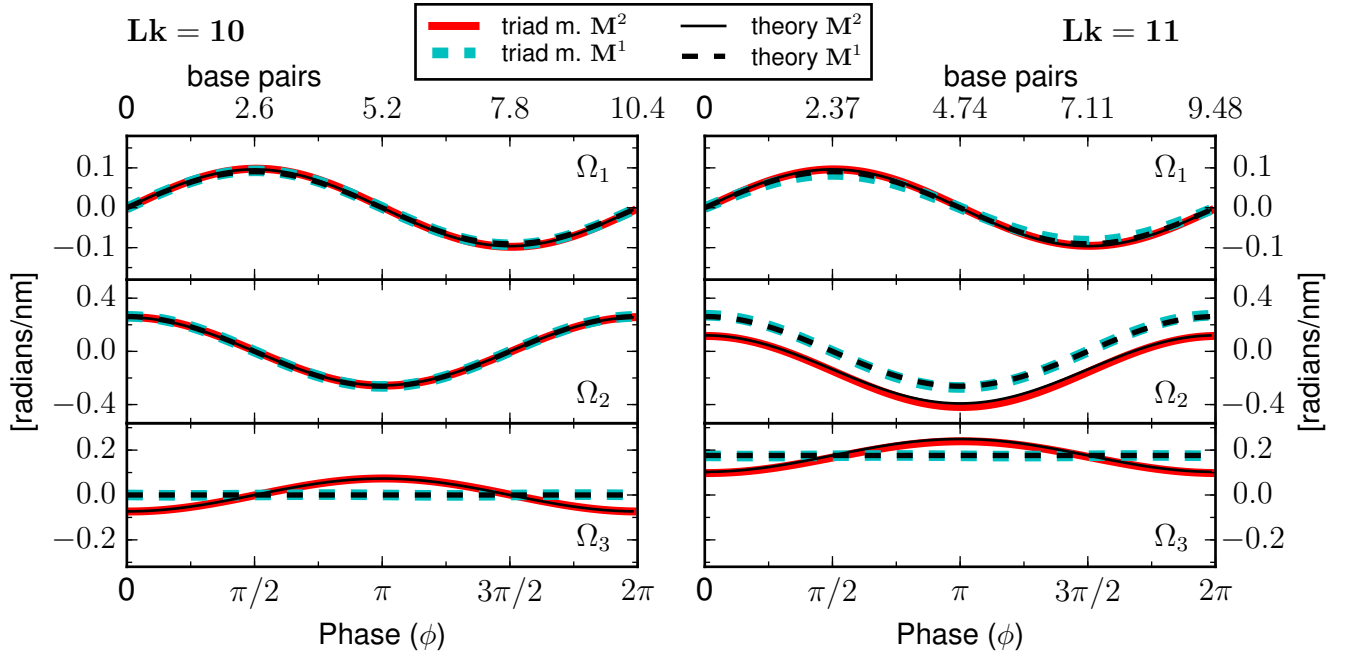 Lk = 10
triad m. M²
triad m. M¹
theory M²
theory M¹
Lk = 11
base pairs
0 2.6 5.2 7.8 10.4
base pairs
0 2.37 4.74 7.11 9.48
[radians/nm]
0.1
0.0
−0.1
Ω₁
0.4
0.0
−0.4
Ω₂
0.2
0.0
−0.2
Ω₃
0 π/2 π 3π/2 2π
Phase (ϕ)
Ω₁
0.1
0.0
−0.1
Ω₂
0.4
0.0
−0.4
Ω₃
0.2
0.0
−0.2
[radians/nm]
0 π/2 π 3π/2 2π
Phase (ϕ)